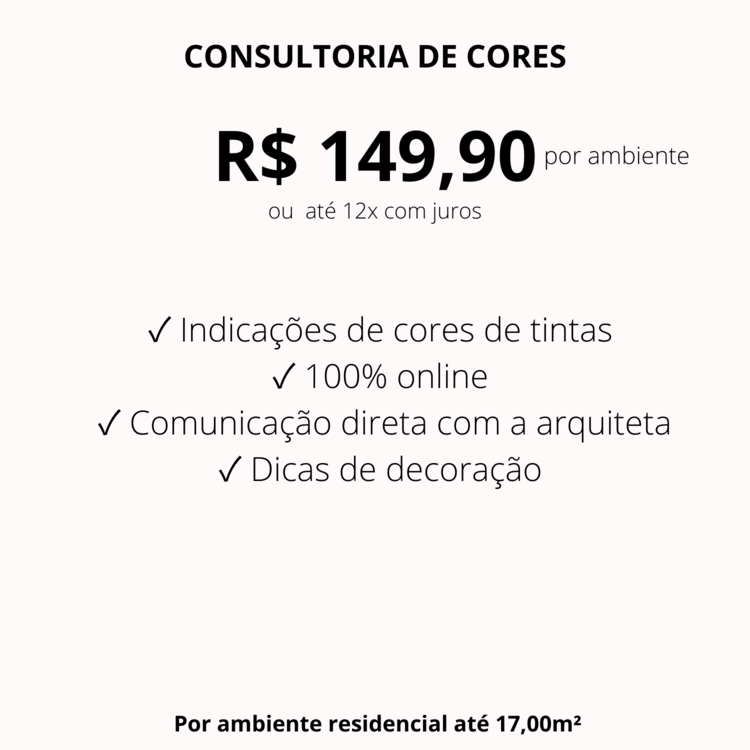 CONSULTORIA DE CORES
R$ 149,90 por ambiente
ou até 12x com juros
✓ Indicações de cores de tintas
✓ 100% online
✓ Comunicação direta com a arquiteta
✓ Dicas de decoração
Por ambiente residencial até 17,00m²